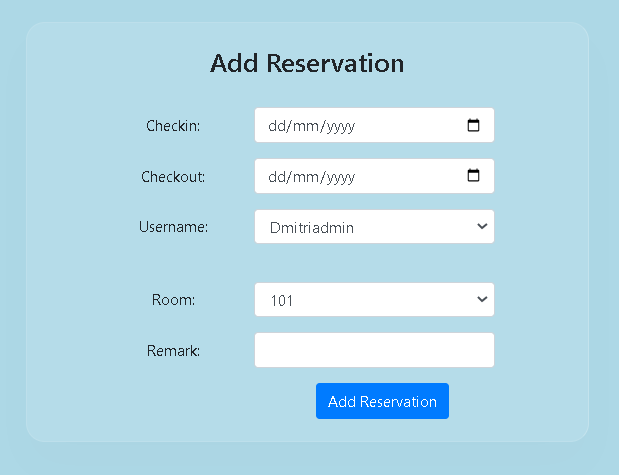 Add Reservation
Checkin: dd/mm/yyyy
Checkout: dd/mm/yyyy
Username: Dmitriadmin
Room: 101
Remark:
Add Reservation